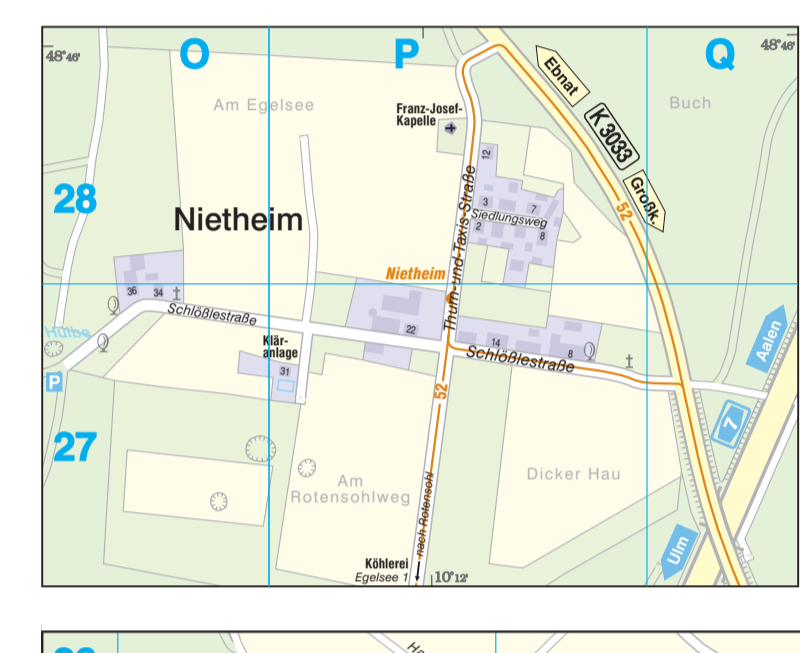 O
P
Q
48°46'
48°46'
Ebnat
K 3033
Großk.
Buch
Am Egelsee
Franz-Josef-
Kapelle
12
28
Nietheim
3
7
Siedlungsweg
2
8
52
Thurn-und-Taxis-Straße
Nietheim
36
34
Schlößlestraße
22
14
8
Schlößlestraße
Hülbe
Klär-
anlage
31
P
Aalen
7
52
27
Am
Rotensohlweg
Dicker Hau
nach Rotensohl
Ulm
Köhlerei
Egelsee 1
10°12'